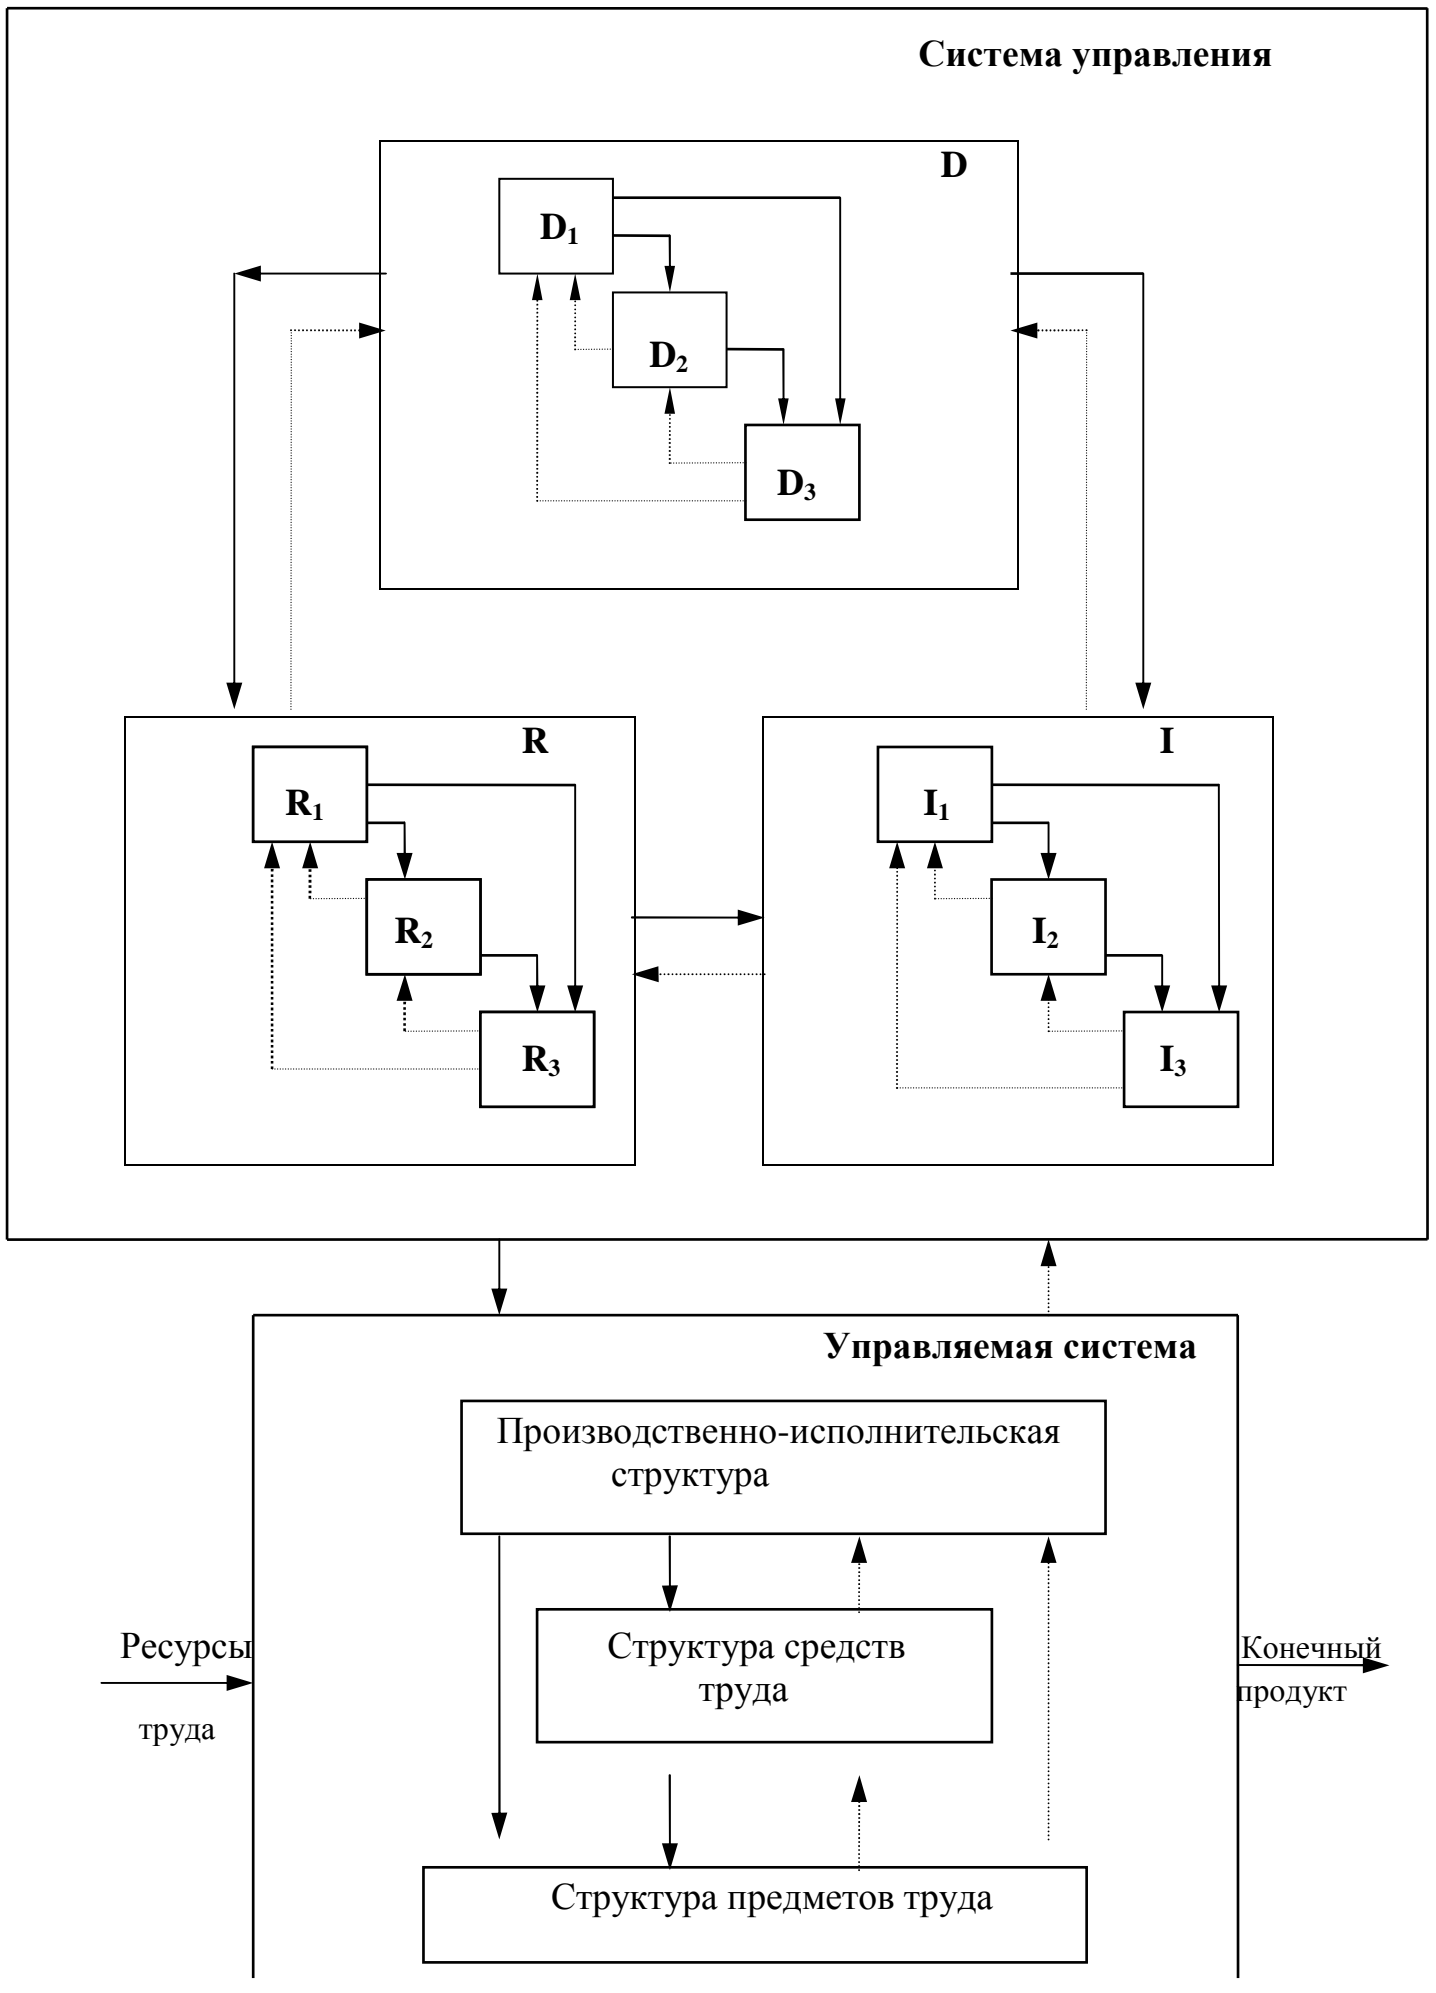 Система управления
D
D₁
D₂
D₃
R
R₁
R₂
R₃
I
I₁
I₂
I₃
Управляемая система
Производственно-исполнительская
структура
Ресурсы
труда
Структура средств
труда
Конечный
продукт
Структура предметов труда